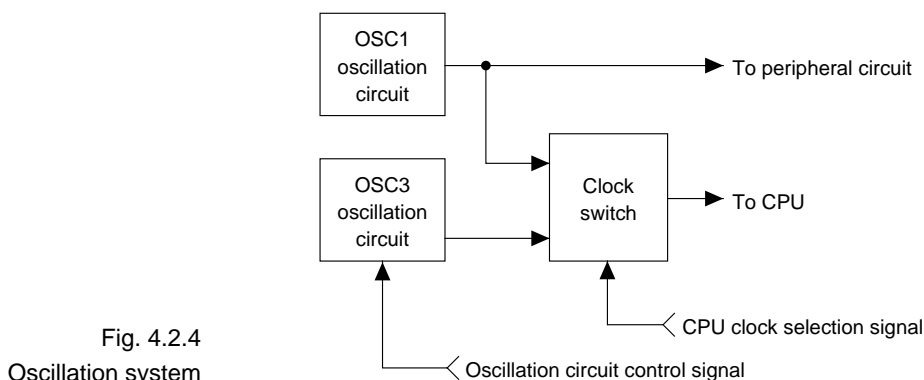 OSC1
oscillation
circuit
To peripheral circuit
OSC3
oscillation
circuit
Clock
switch
To CPU
CPU clock selection signal
Oscillation circuit control signal
Fig. 4.2.4
Oscillation system